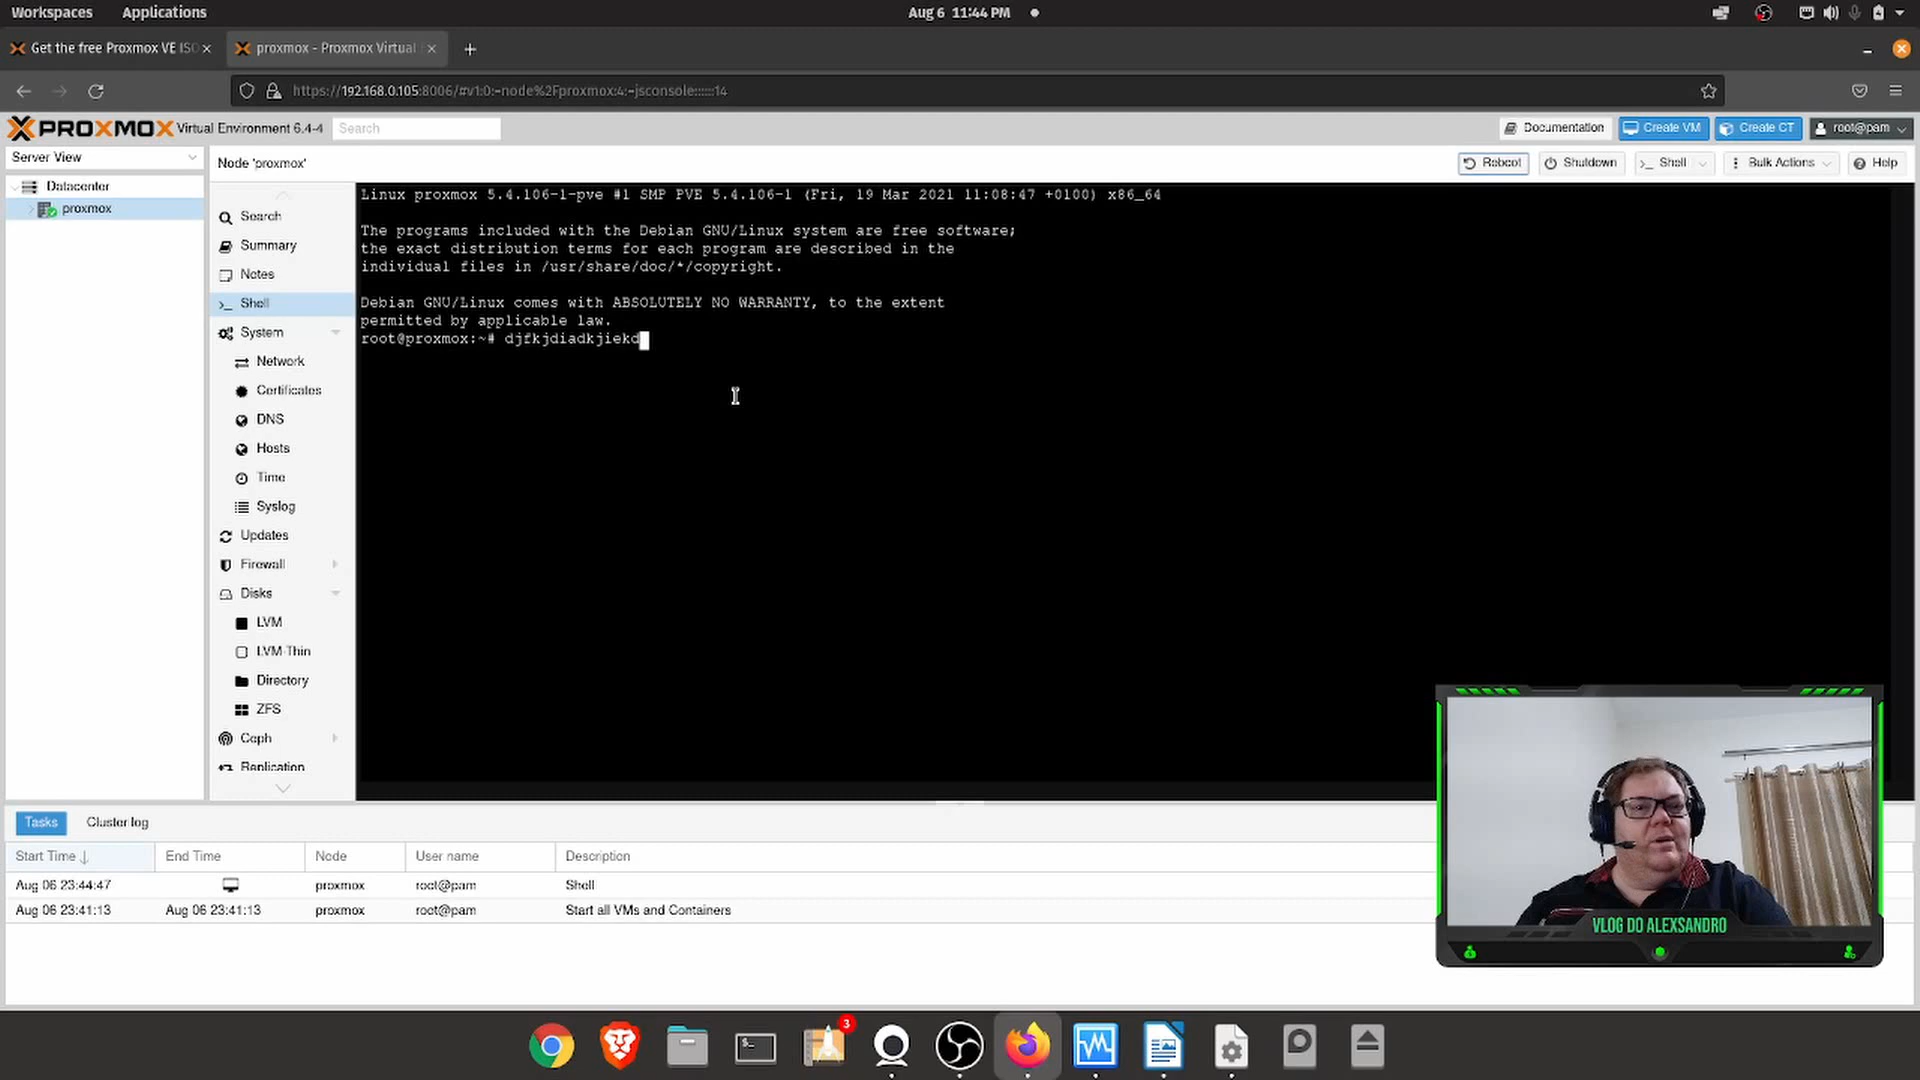 Workspaces Applications Aug 6 11:44 PM
Get the free Proxmox VE ISO
proxmox - Proxmox Virtual
https://192.168.0.105:8006/#v1:0:=node%2Fproxmox:4:=jsconsole::::::14
PROXMOX Virtual Environment 6.4-4 Search Documentation Create VM Create CT root@pam
Server View
Node 'proxmox' Reboot Shutdown Shell Bulk Actions Help
Datacenter
proxmox
Search
Summary
Notes
Shell
System
Network
Certificates
DNS
Hosts
Time
Syslog
Updates
Firewall
Disks
LVM
LVM-Thin
Directory
ZFS
Ceph
Replication
Linux proxmox 5.4.106-1-pve #1 SMP PVE 5.4.106-1 (Fri, 19 Mar 2021 11:08:47 +0100) x86_64
The programs included with the Debian GNU/Linux system are free software;
the exact distribution terms for each program are described in the
individual files in /usr/share/doc/*/copyright.
Debian GNU/Linux comes with ABSOLUTELY NO WARRANTY, to the extent
permitted by applicable law.
root@proxmox:~# djfkjdiadkjiekd
Tasks Cluster log
Start Time End Time Node User name Description
Aug 06 23:44:47 proxmox root@pam Shell
Aug 06 23:41:13 Aug 06 23:41:13 proxmox root@pam Start all VMs and Containers
VLOG DO ALEXSANDRO
3